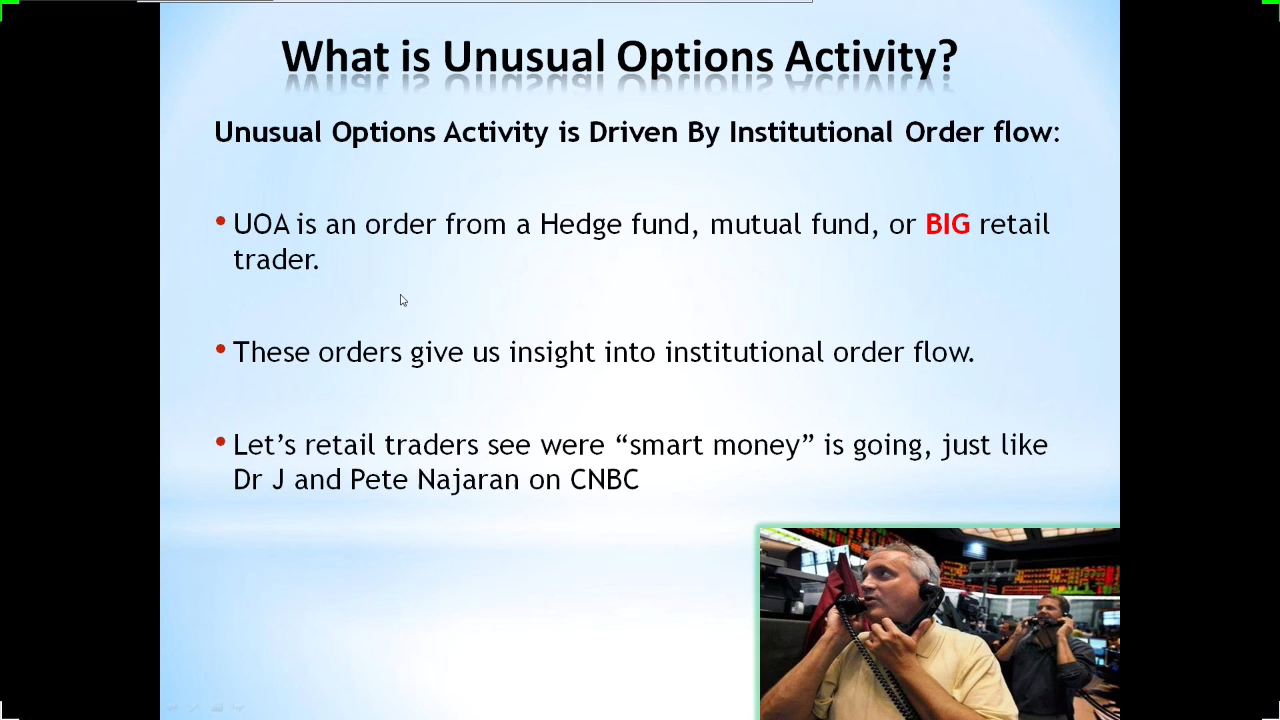 What is Unusual Options Activity?
Unusual Options Activity is Driven By Institutional Order flow:
• UOA is an order from a Hedge fund, mutual fund, or BIG retail
trader.
• These orders give us insight into institutional order flow.
• Let’s retail traders see were “smart money” is going, just like
Dr J and Pete Najaran on CNBC